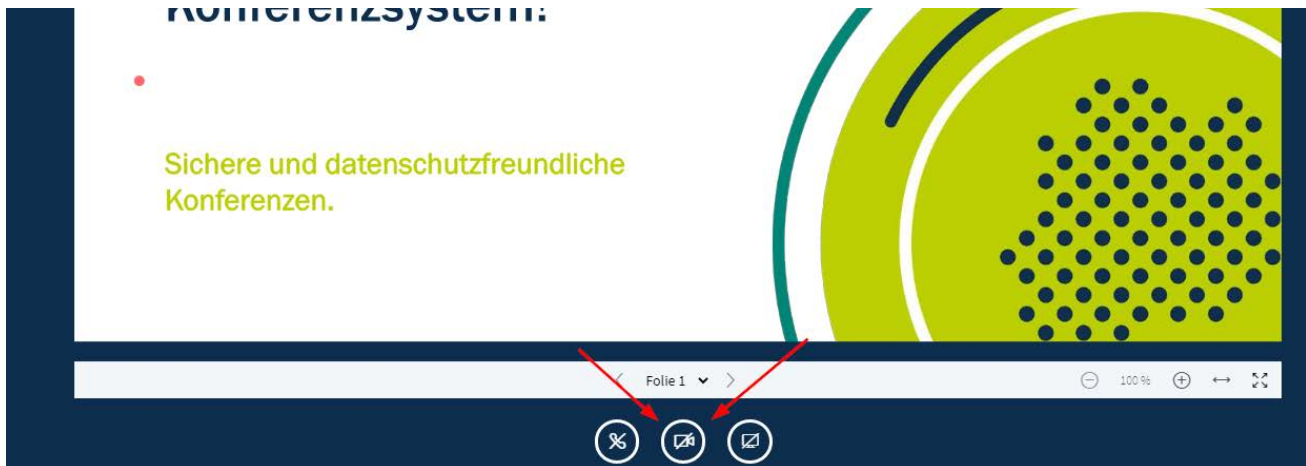 Konferenzsystem!
Sichere und datenschutzfreundliche
Konferenzen.
Folie 1
100 %